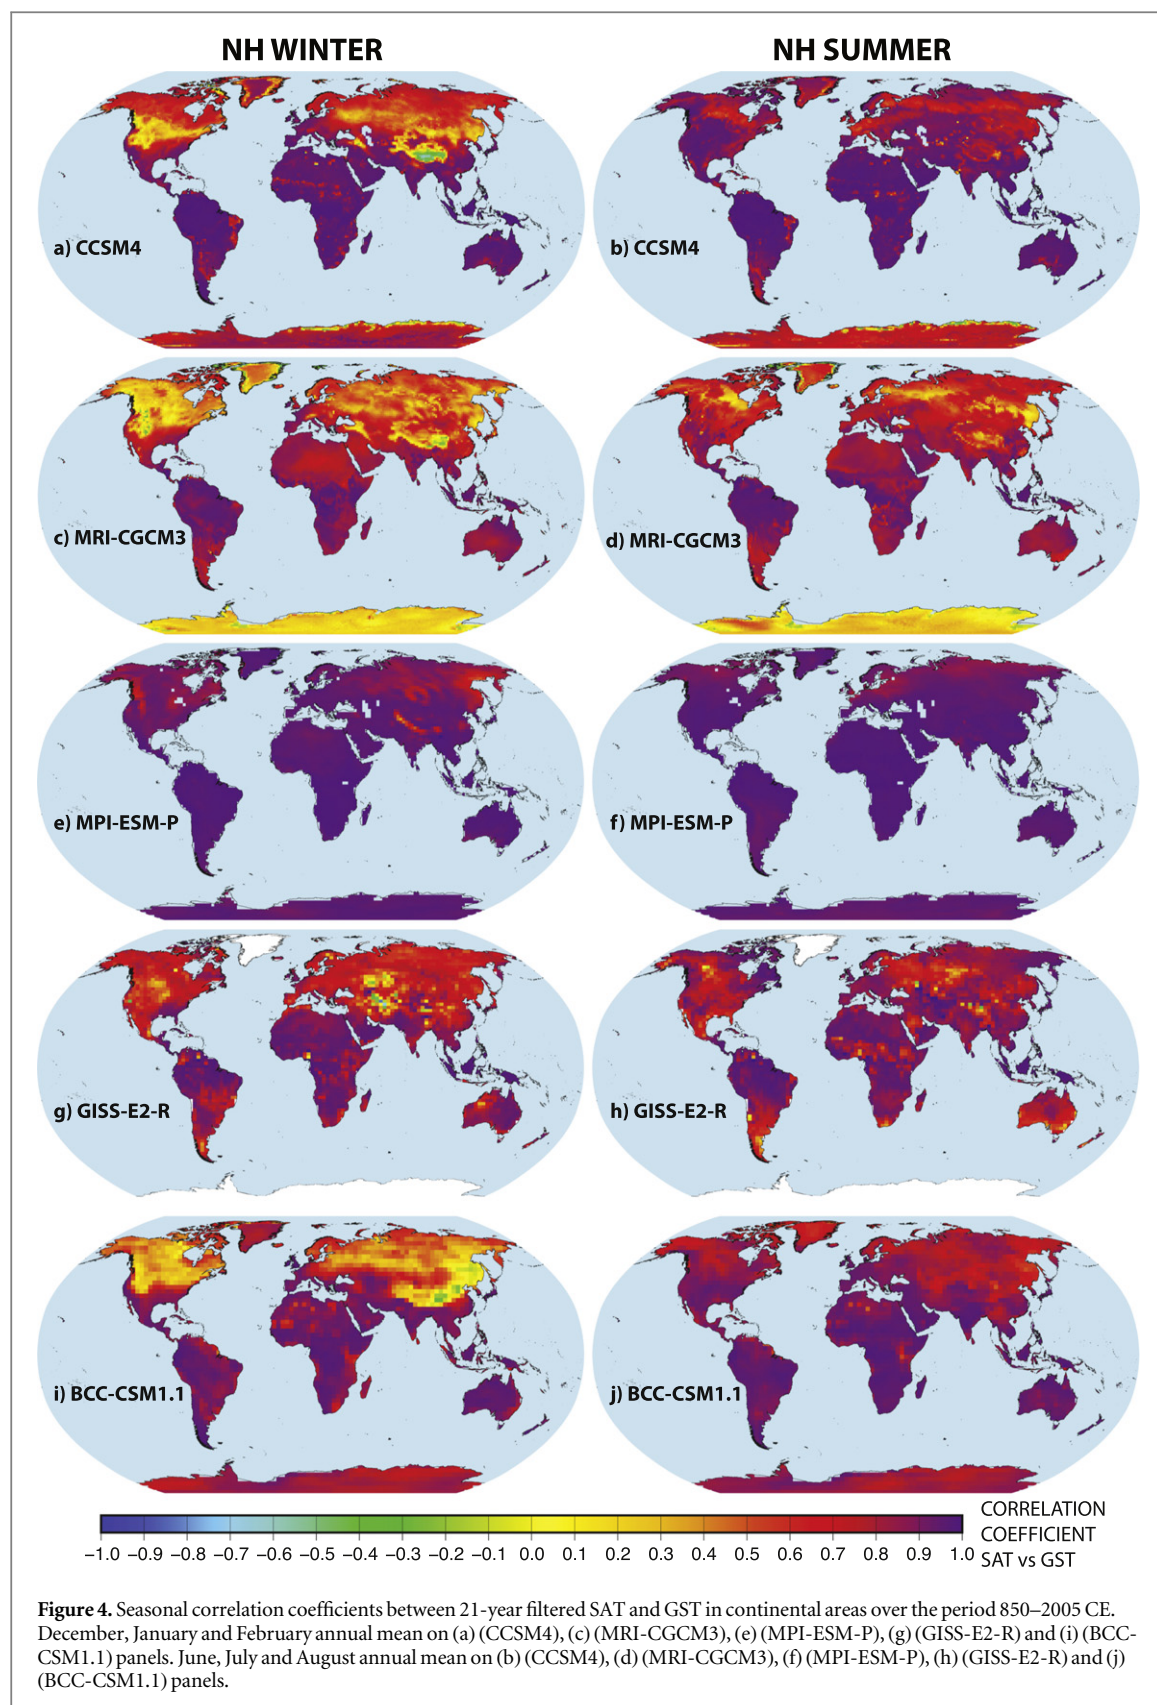 NH WINTER
NH SUMMER
a) CCSM4
b) CCSM4
c) MRI-CGCM3
d) MRI-CGCM3
e) MPI-ESM-P
f) MPI-ESM-P
g) GISS-E2-R
h) GISS-E2-R
i) BCC-CSM1.1
j) BCC-CSM1.1
CORRELATION
COEFFICIENT
SAT vs GST
−1.0 −0.9 −0.8 −0.7 −0.6 −0.5 −0.4 −0.3 −0.2 −0.1 0.0 0.1 0.2 0.3 0.4 0.5 0.6 0.7 0.8 0.9 1.0
Figure 4. Seasonal correlation coefficients between 21-year filtered SAT and GST in continental areas over the period 850–2005 CE.
December, January and February annual mean on (a) (CCSM4), (c) (MRI-CGCM3), (e) (MPI-ESM-P), (g) (GISS-E2-R) and (i) (BCC-
CSM1.1) panels. June, July and August annual mean on (b) (CCSM4), (d) (MRI-CGCM3), (f) (MPI-ESM-P), (h) (GISS-E2-R) and (j)
(BCC-CSM1.1) panels.